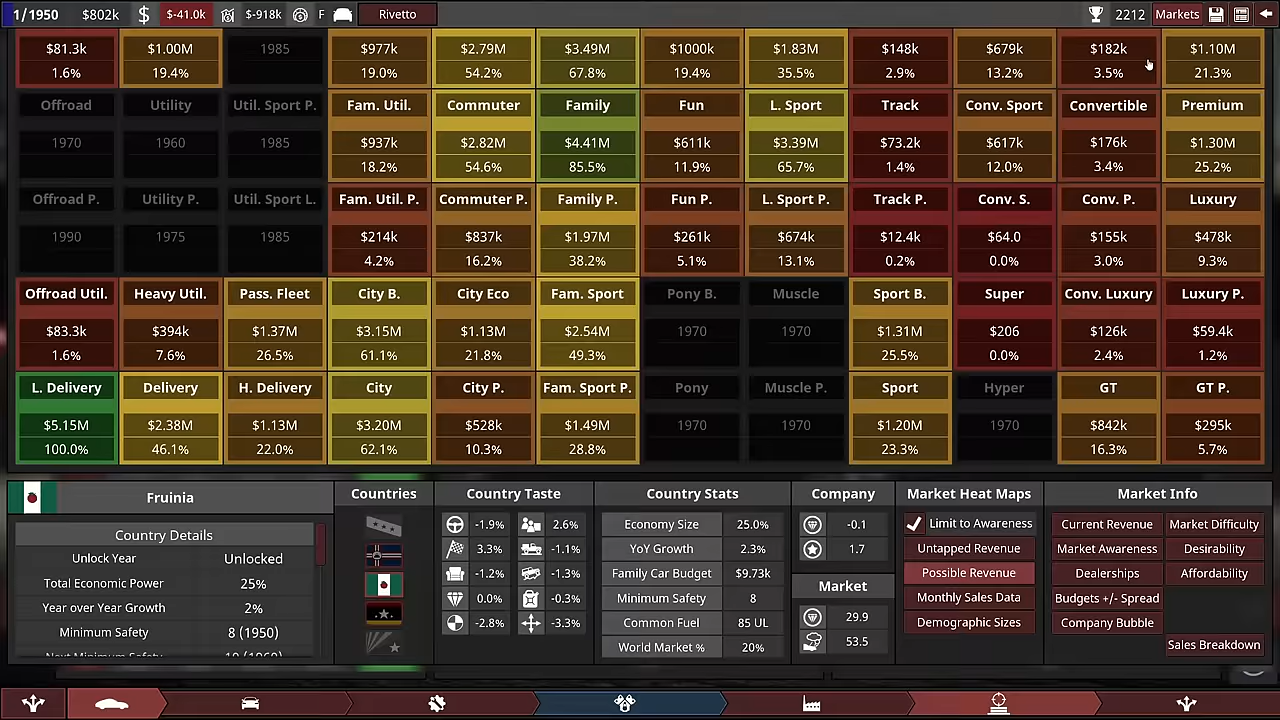 1/1950 $802k $ $-41.0k $-918k F Rivetto 2212 Markets
$81.3k $1.00M 1985 $977k $2.79M $3.49M $1000k $1.83M $148k $679k $182k $1.10M
1.6% 19.4% 19.0% 54.2% 67.8% 19.4% 35.5% 2.9% 13.2% 3.5% 21.3%
Offroad Utility Util. Sport P. Fam. Util. Commuter Family Fun L. Sport Track Conv. Sport Convertible Premium
1970 1960 1985 $937k $2.82M $4.41M $611k $3.39M $73.2k $617k $176k $1.30M
18.2% 54.6% 85.5% 11.9% 65.7% 1.4% 12.0% 3.4% 25.2%
Offroad P. Utility P. Util. Sport L. Fam. Util. P. Commuter P. Family P. Fun P. L. Sport P. Track P. Conv. S. Conv. P. Luxury
1990 1975 1985 $214k $837k $1.97M $261k $674k $12.4k $64.0 $155k $478k
4.2% 16.2% 38.2% 5.1% 13.1% 0.2% 0.0% 3.0% 9.3%
Offroad Util. Heavy Util. Pass. Fleet City B. City Eco Fam. Sport Pony B. Muscle Sport B. Super Conv. Luxury Luxury P.
$83.3k $394k $1.37M $3.15M $1.13M $2.54M 1970 1970 $1.31M $206 $126k $59.4k
1.6% 7.6% 26.5% 61.1% 21.8% 49.3% 25.5% 0.0% 2.4% 1.2%
L. Delivery Delivery H. Delivery City City P. Fam. Sport P. Pony Muscle P. Sport Hyper GT GT P.
$5.15M $2.38M $1.13M $3.20M $528k $1.49M 1970 1970 $1.20M 1970 $842k $295k
100.0% 46.1% 22.0% 62.1% 10.3% 28.8% 23.3% 16.3% 5.7%
Fruinia
Country Details
Unlock Year Unlocked
Total Economic Power 25%
Year over Year Growth 2%
Minimum Safety 8 (1950)
Countries
Country Taste
-1.9% 2.6%
3.3% -1.1%
-1.2% -1.3%
0.0% -0.3%
-2.8% -3.3%
Country Stats
Economy Size 25.0%
YoY Growth 2.3%
Family Car Budget $9.73k
Minimum Safety 8
Common Fuel 85 UL
World Market % 20%
Company
-0.1
1.7
Market
29.9
53.5
Market Heat Maps
Limit to Awareness
Untapped Revenue
Possible Revenue
Monthly Sales Data
Demographic Sizes
Market Info
Current Revenue Market Difficulty
Market Awareness Desirability
Dealerships Affordability
Budgets +/- Spread
Company Bubble
Sales Breakdown